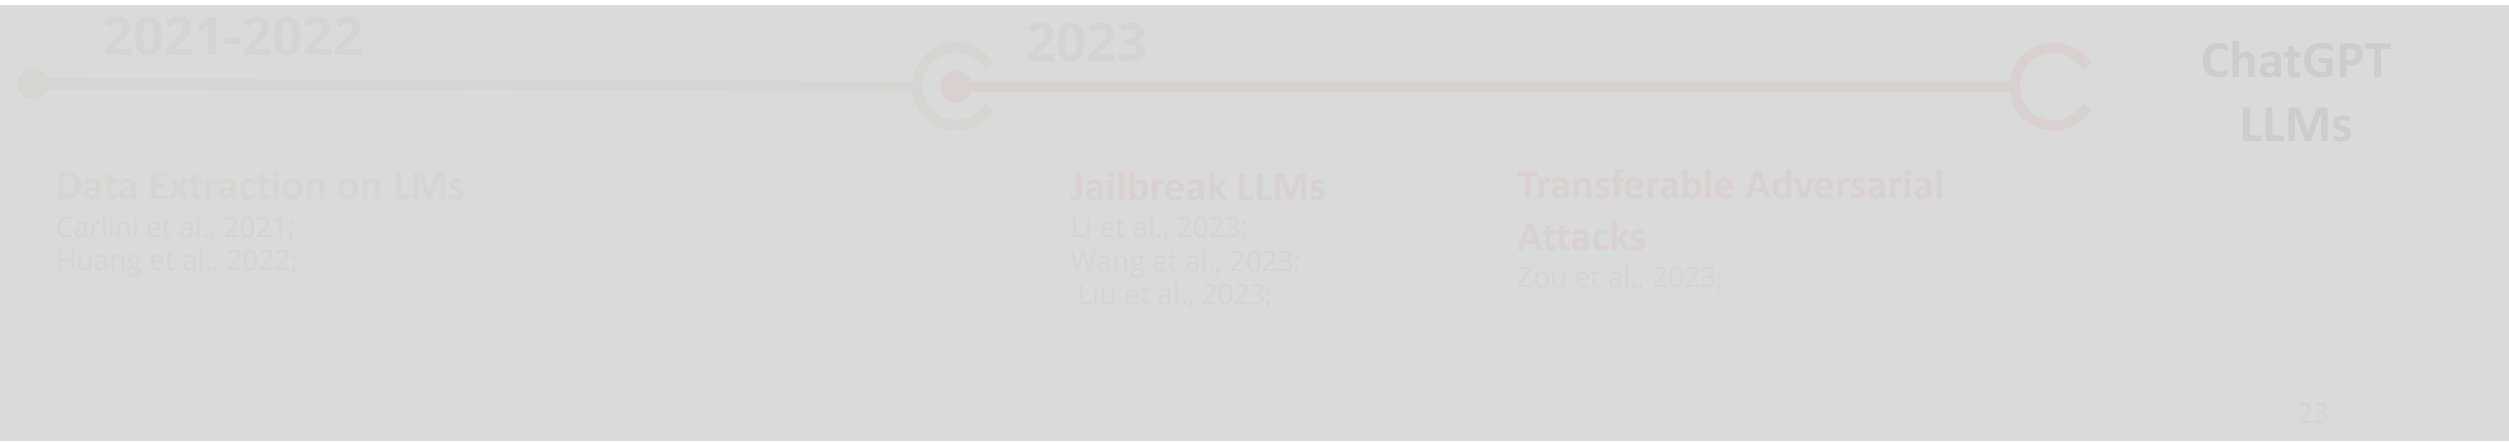 2021-2022
2023
ChatGPT
LLMs
Data Extraction on LMs
Carlini et al., 2021;
Huang et al., 2022;
Jailbreak LLMs
Li et al., 2023;
Wang et al., 2023;
Liu et al., 2023;
Transferable Adversarial
Attacks
Zou et al., 2023;
23